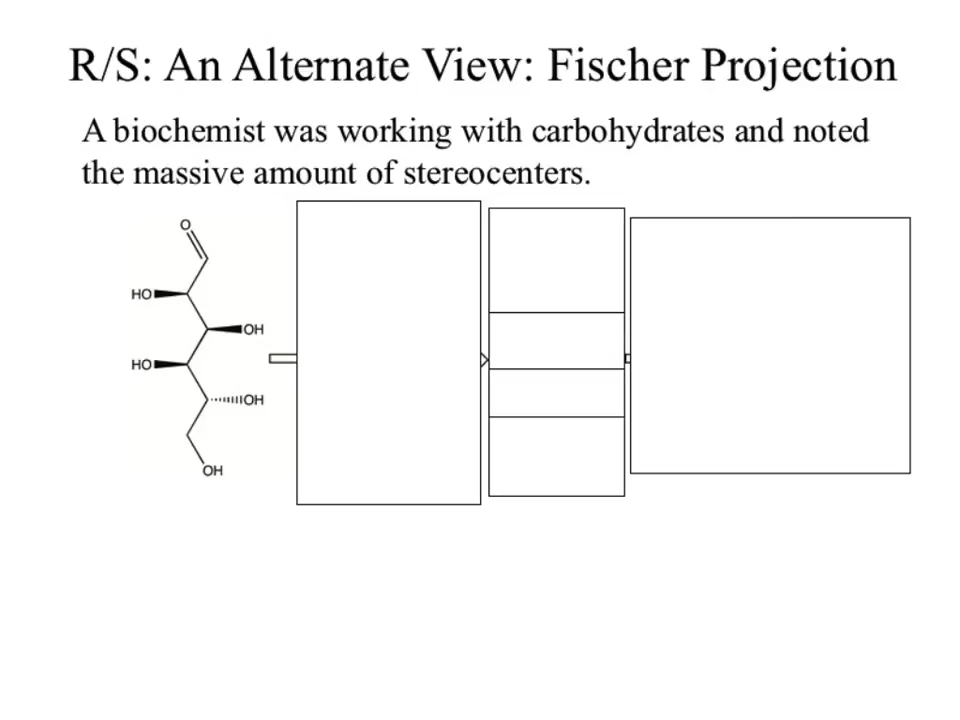 R/S: An Alternate View: Fischer Projection
A biochemist was working with carbohydrates and noted
the massive amount of stereocenters.
O
HO
OH
HO
OH
OH